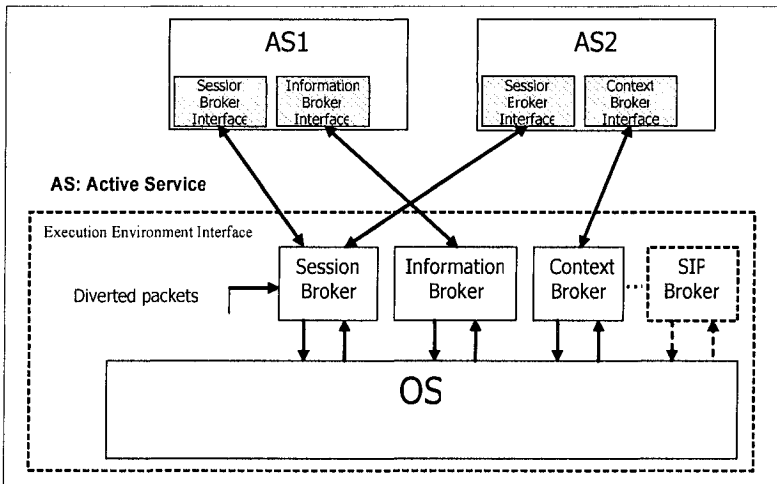 AS1
AS2
Session
Broker
Interface
Information
Broker
Interface
Session
Broker
Interface
Context
Broker
Interface
AS: Active Service
Execution Environment Interface
Diverted packets
Session
Broker
Information
Broker
Context
Broker
SIP
Broker
OS